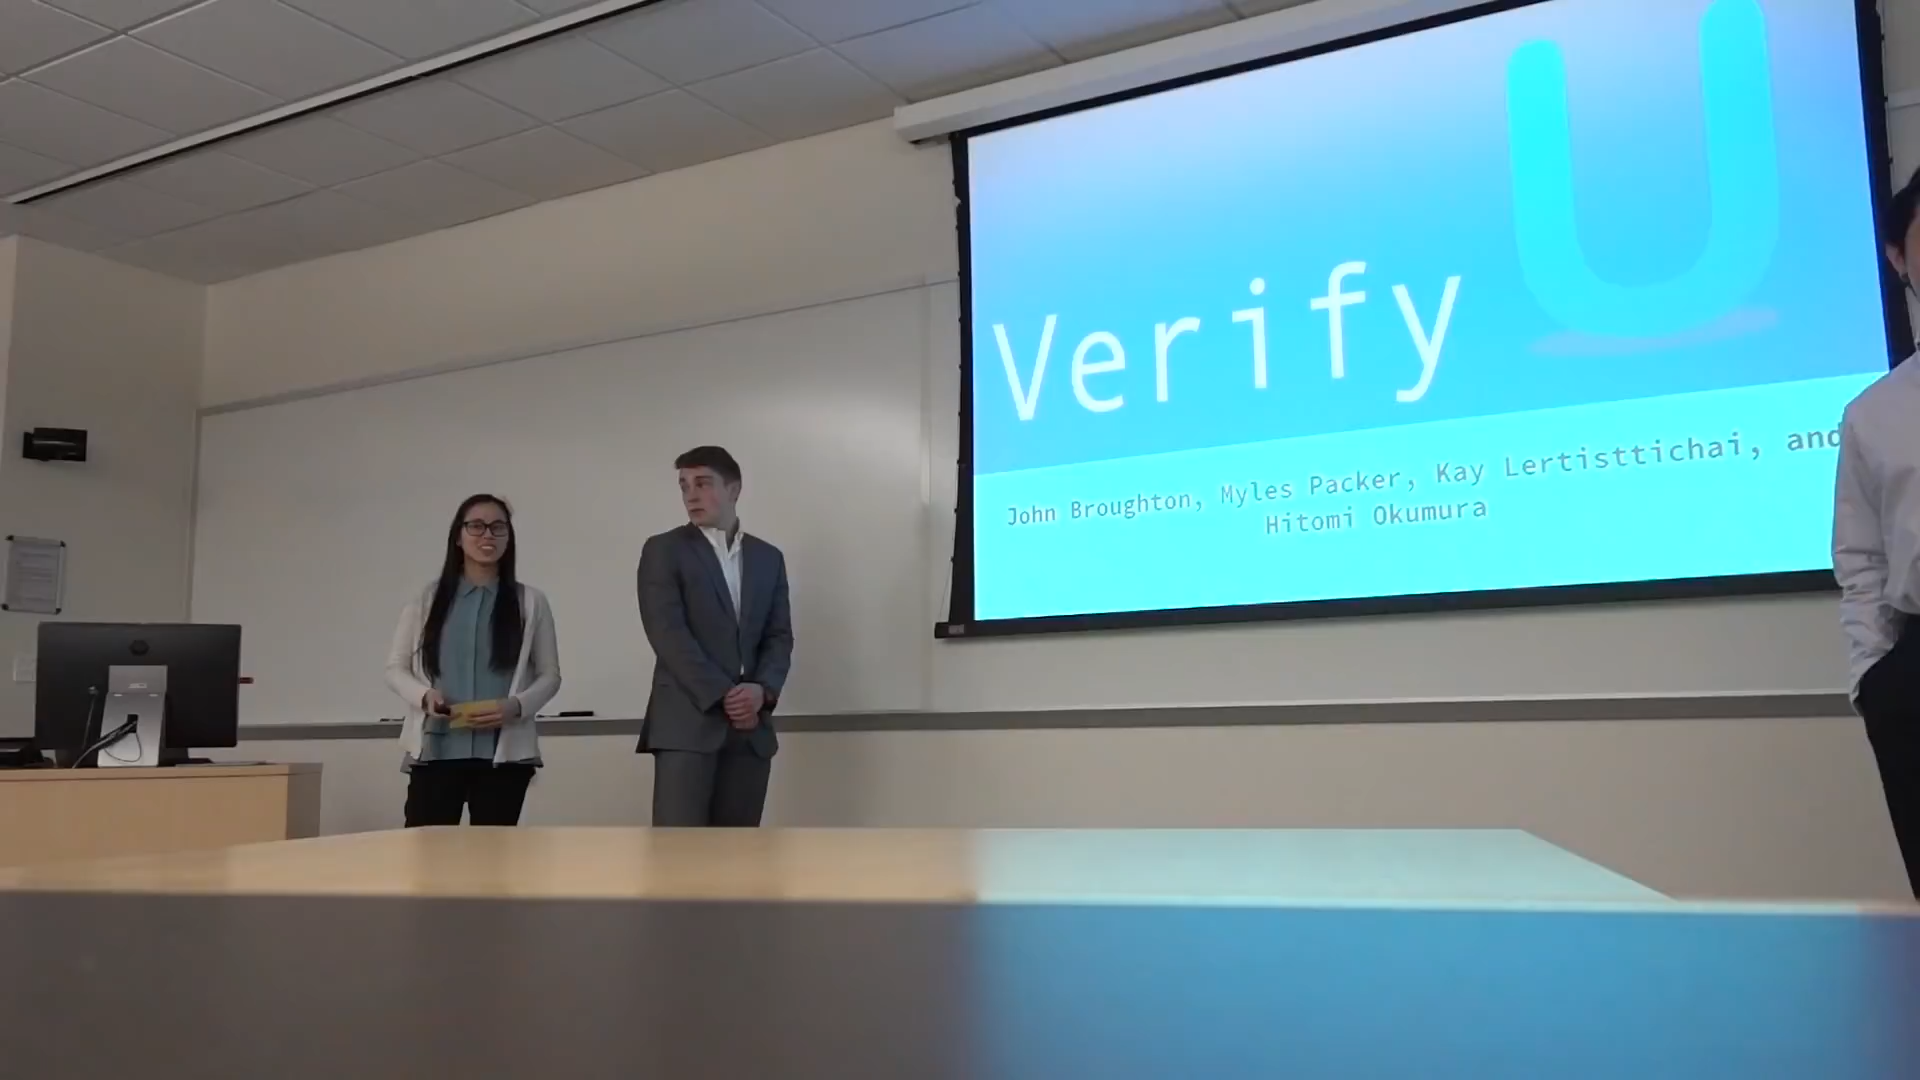 Verify U
John Broughton, Myles Packer, Kay Lertisttichai, and
Hitomi Okumura